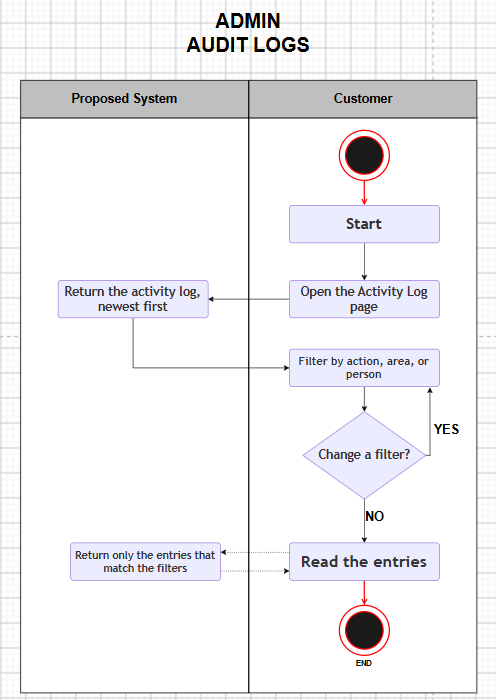 ADMIN
AUDIT LOGS
Proposed System
Customer
Start
Return the activity log,
newest first
Open the Activity Log
page
Filter by action, area, or
person
Change a filter?
YES
NO
Return only the entries that
match the filters
Read the entries
END